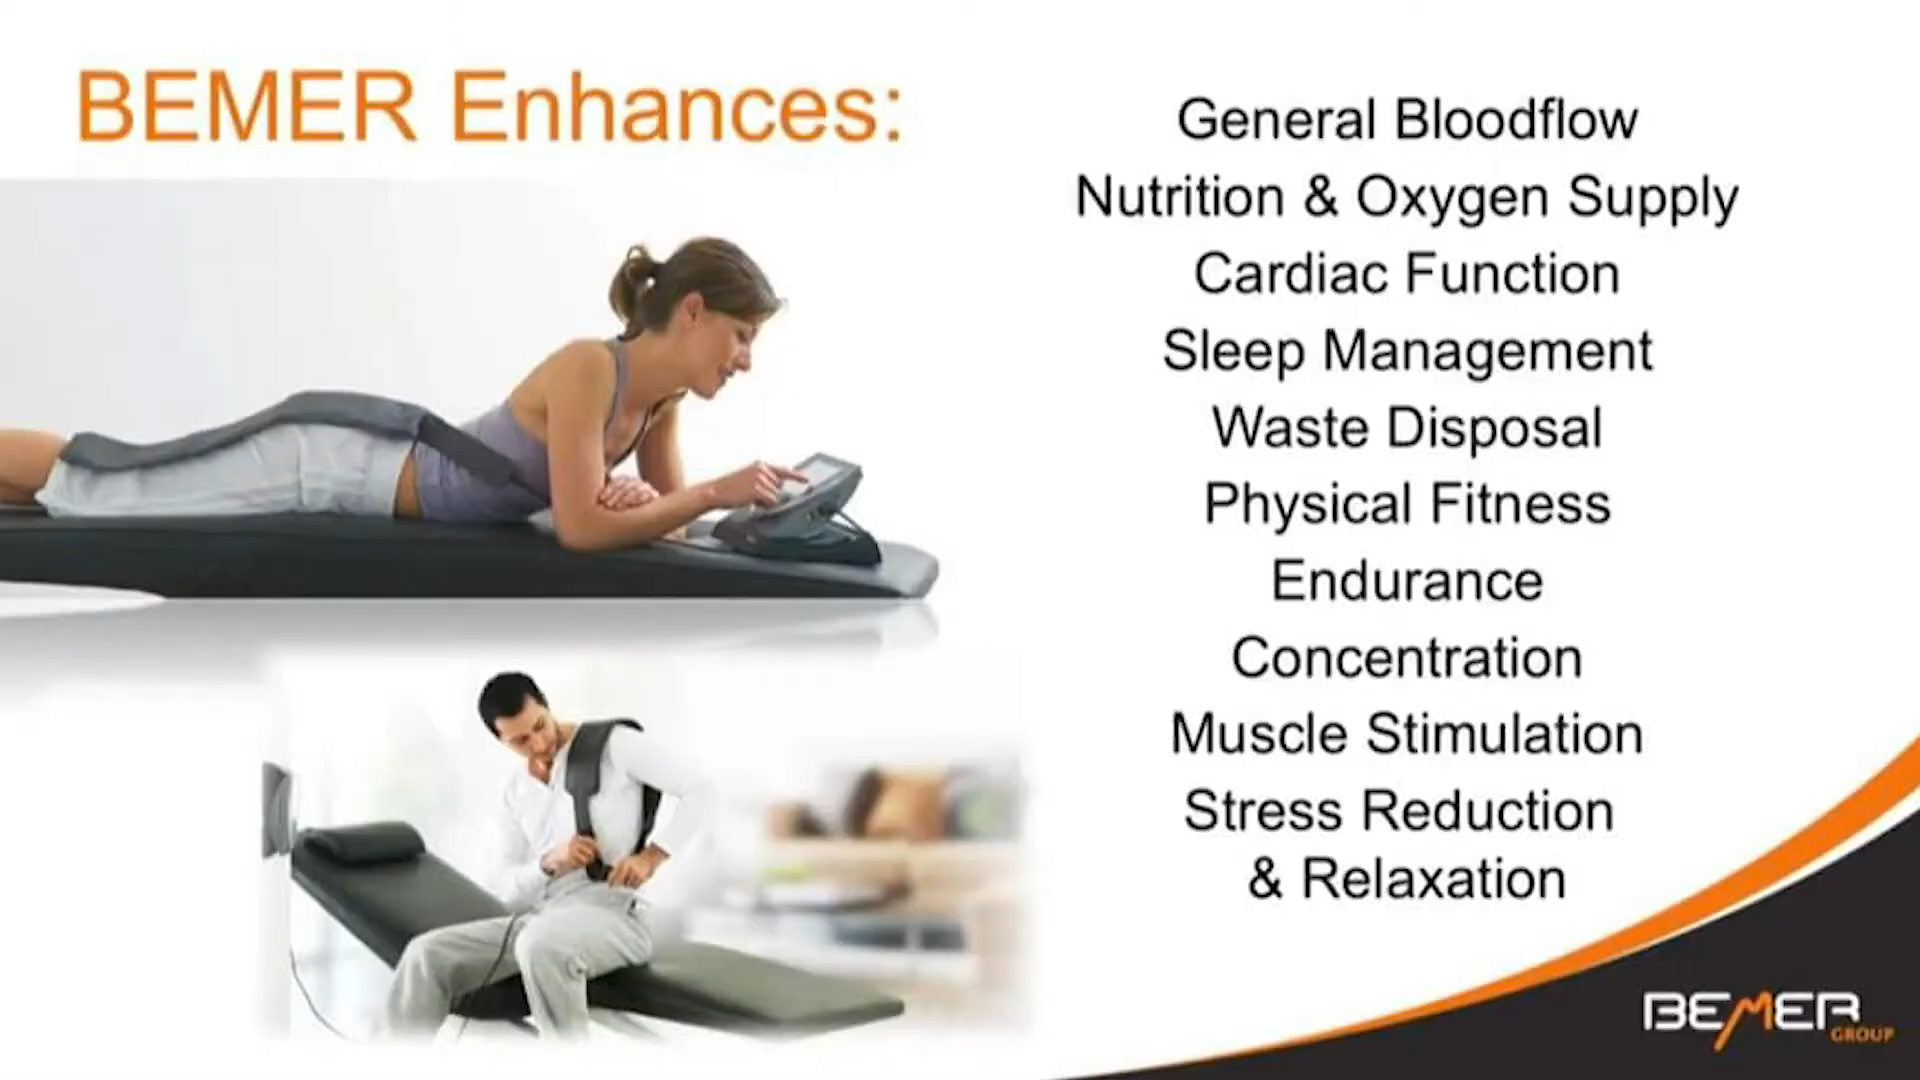 BEMER Enhances:
General Bloodflow
Nutrition & Oxygen Supply
Cardiac Function
Sleep Management
Waste Disposal
Physical Fitness
Endurance
Concentration
Muscle Stimulation
Stress Reduction
& Relaxation
BEMER
GROUP